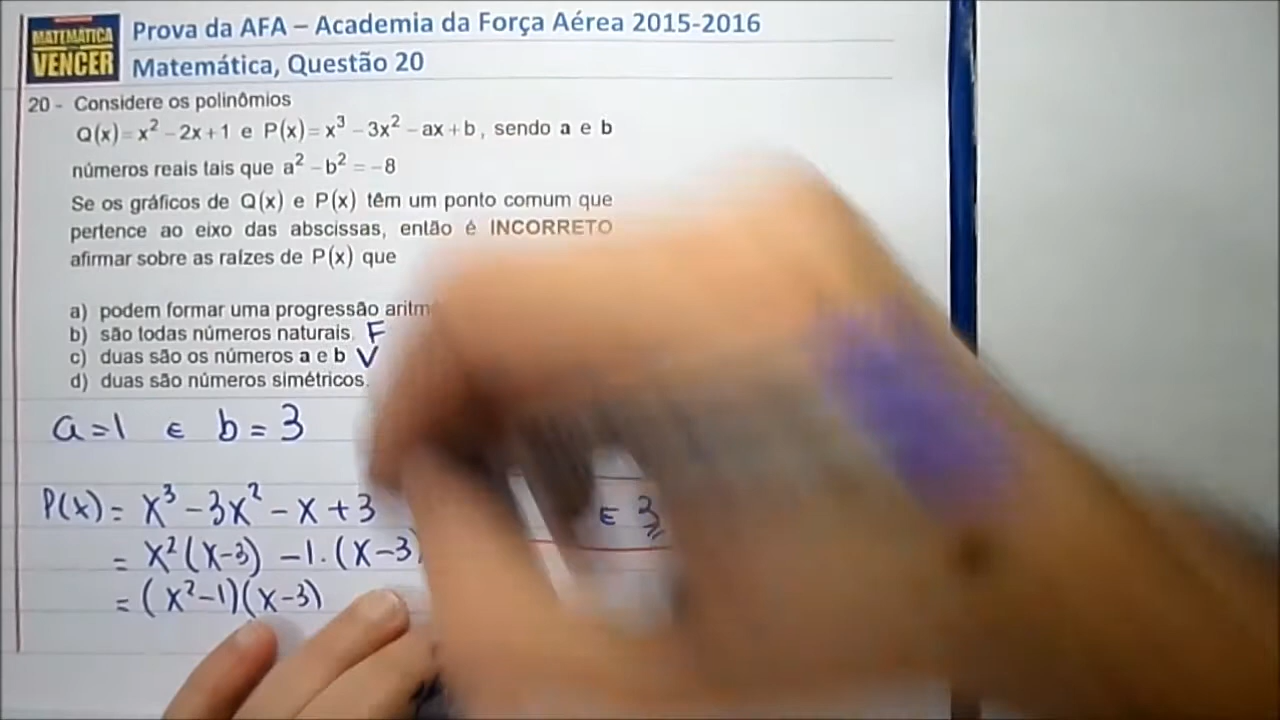 MATEMÁTICA
VENCER
Prova da AFA – Academia da Força Aérea 2015-2016
Matemática, Questão 20
20 - Considere os polinômios
Q(x) = x² − 2x + 1 e P(x) = x³ − 3x² − ax + b, sendo a e b
números reais tais que a² − b² = −8
Se os gráficos de Q(x) e P(x) têm um ponto comum que
pertence ao eixo das abscissas, então é INCORRETO
afirmar sobre as raízes de P(x) que
a) podem formar uma progressão
b) são todas números naturais. F
c) duas são os números a e b V
d) duas são números simétricos.
a = 1 E b = 3
P(x) = x³ − 3x² − x + 3
E 3
= x²(x−3) − 1.(x−3)
= (x²−1)(x−3)